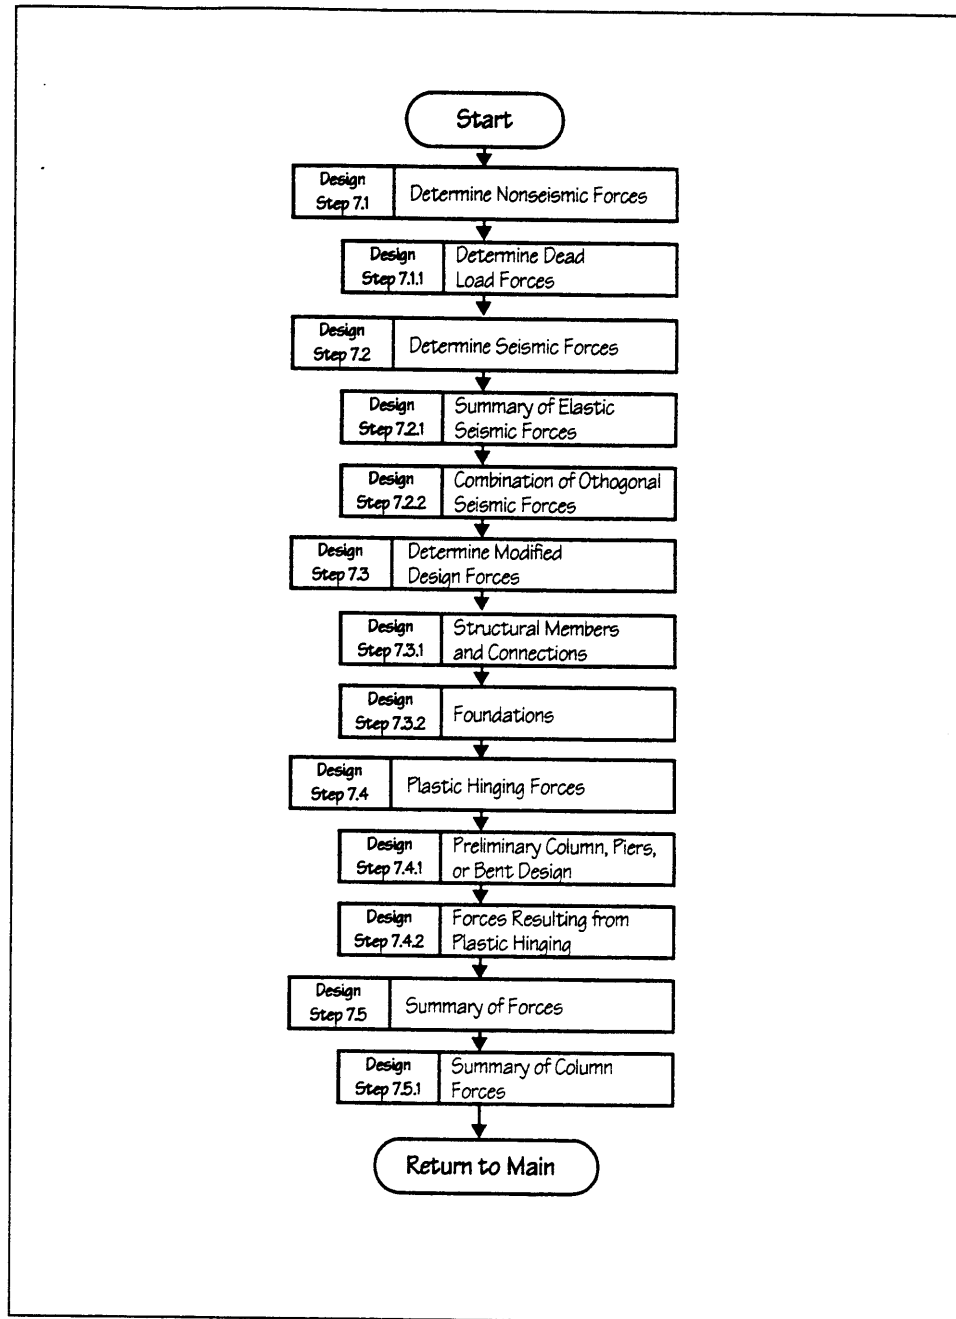 Start
Design
Step 7.1
Determine Nonseismic Forces
Design
Step 7.1.1
Determine Dead
Load Forces
Design
Step 7.2
Determine Seismic Forces
Design
Step 7.2.1
Summary of Elastic
Seismic Forces
Design
Step 7.2.2
Combination of Othogonal
Seismic Forces
Design
Step 7.3
Determine Modified
Design Forces
Design
Step 7.3.1
Structural Members
and Connections
Design
Step 7.3.2
Foundations
Design
Step 7.4
Plastic Hinging Forces
Design
Step 7.4.1
Preliminary Column, Piers,
or Bent Design
Design
Step 7.4.2
Forces Resulting from
Plastic Hinging
Design
Step 7.5
Summary of Forces
Design
Step 7.5.1
Summary of Column
Forces
Return to Main